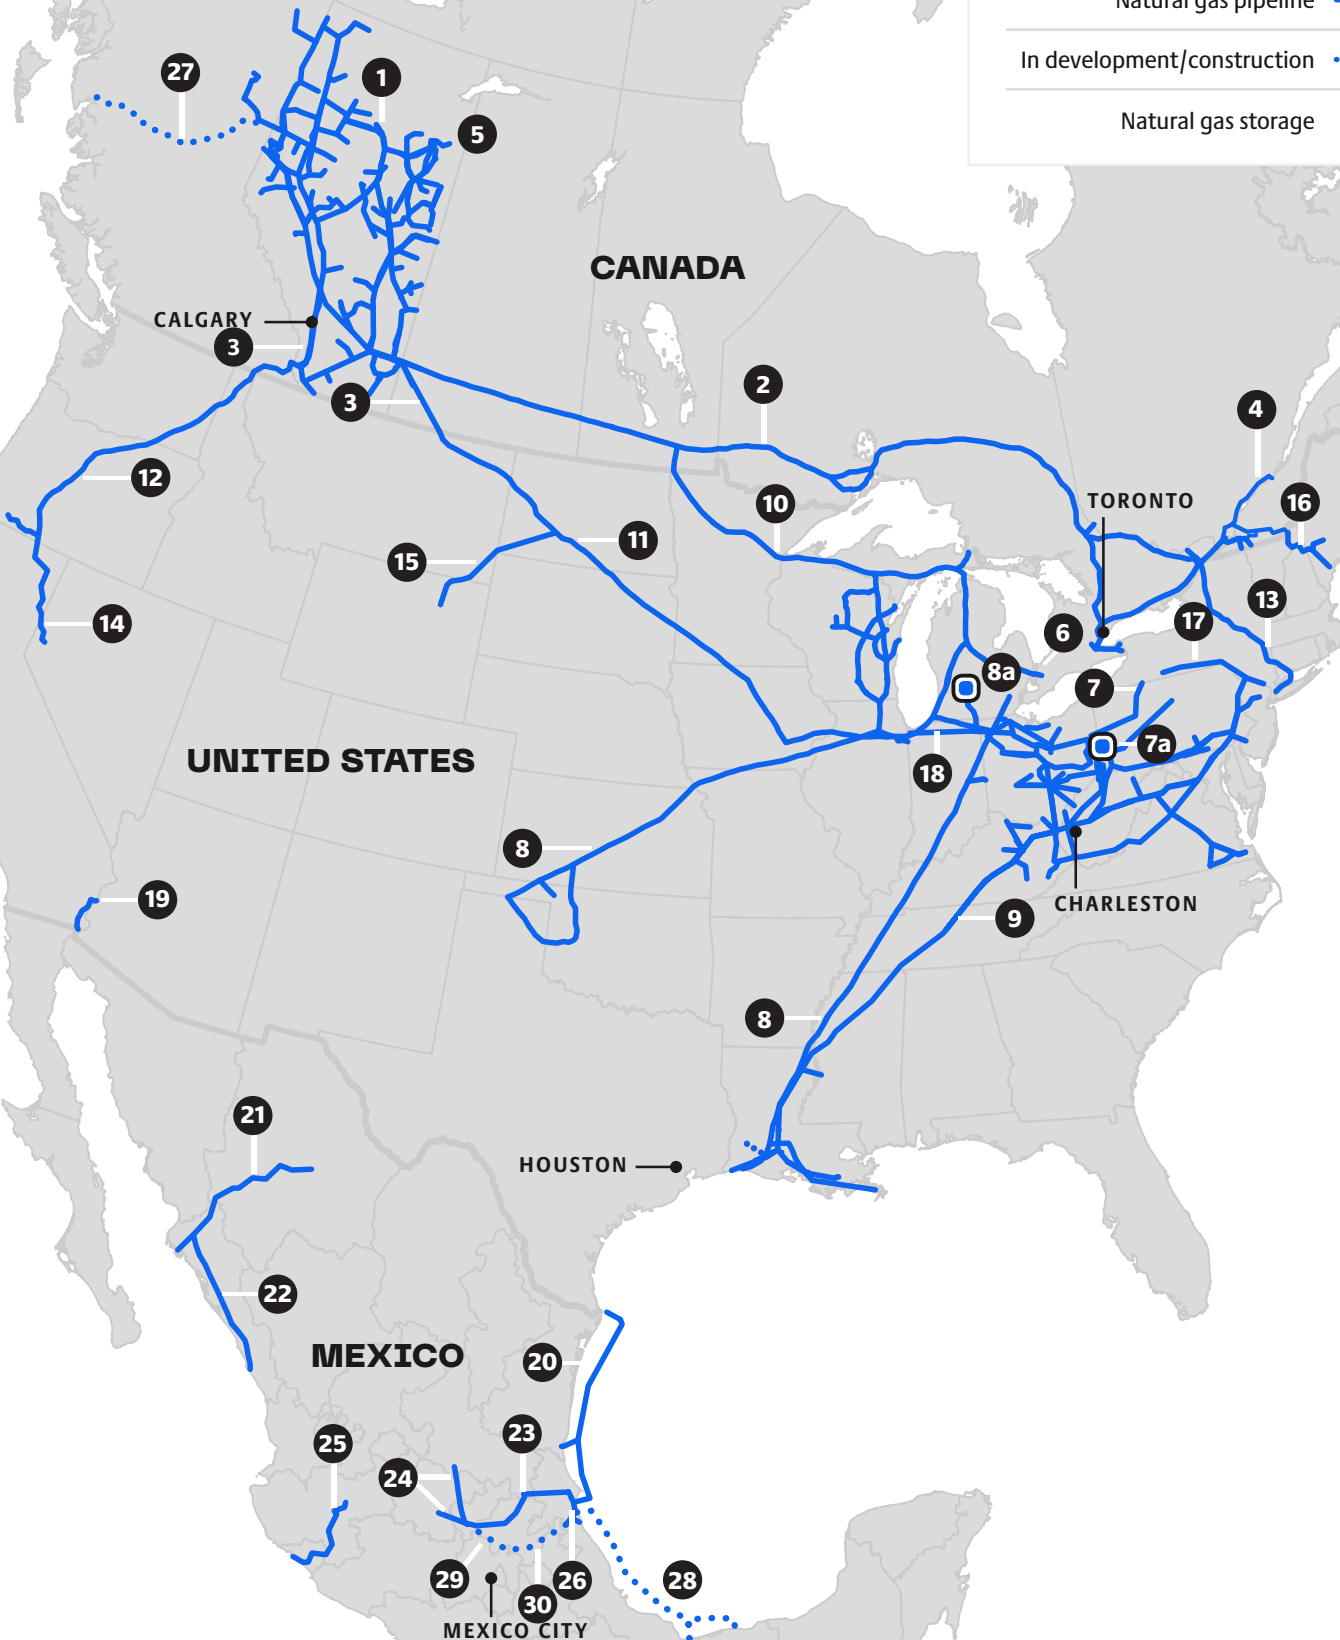 Natural gas pipeline
In development/construction
Natural gas storage
27
1
5
CANADA
CALGARY
3
3
2
4
12
10
TORONTO
16
11
15
14
13
17
6
8a
7
7a
UNITED STATES
18
8
19
CHARLESTON
9
8
21
HOUSTON
22
MEXICO
20
23
25
24
29
26
28
30
MEXICO CITY